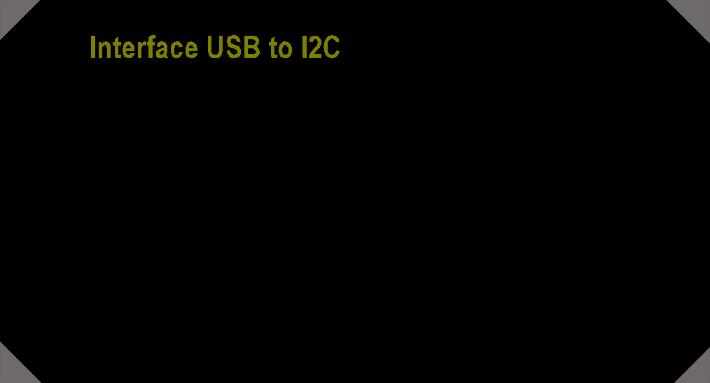 Interface USB to I2C